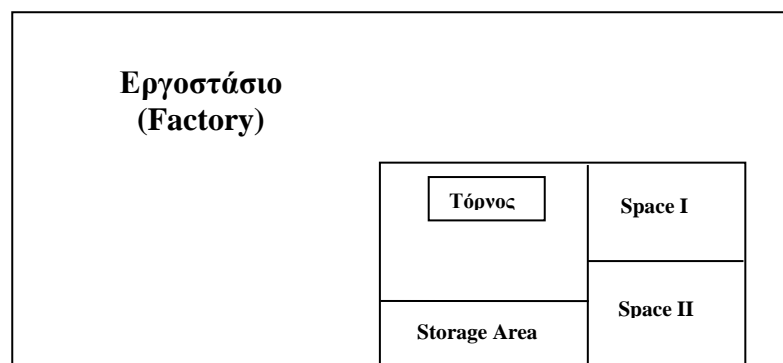 Εργοστάσιο
(Factory)
Τόρνος
Space I
Space II
Storage Area